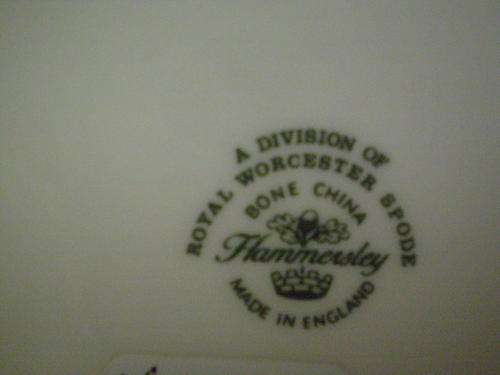 A DIVISION OF
ROYAL WORCESTER SPODE
BONE CHINA
Hammersley
MADE IN ENGLAND